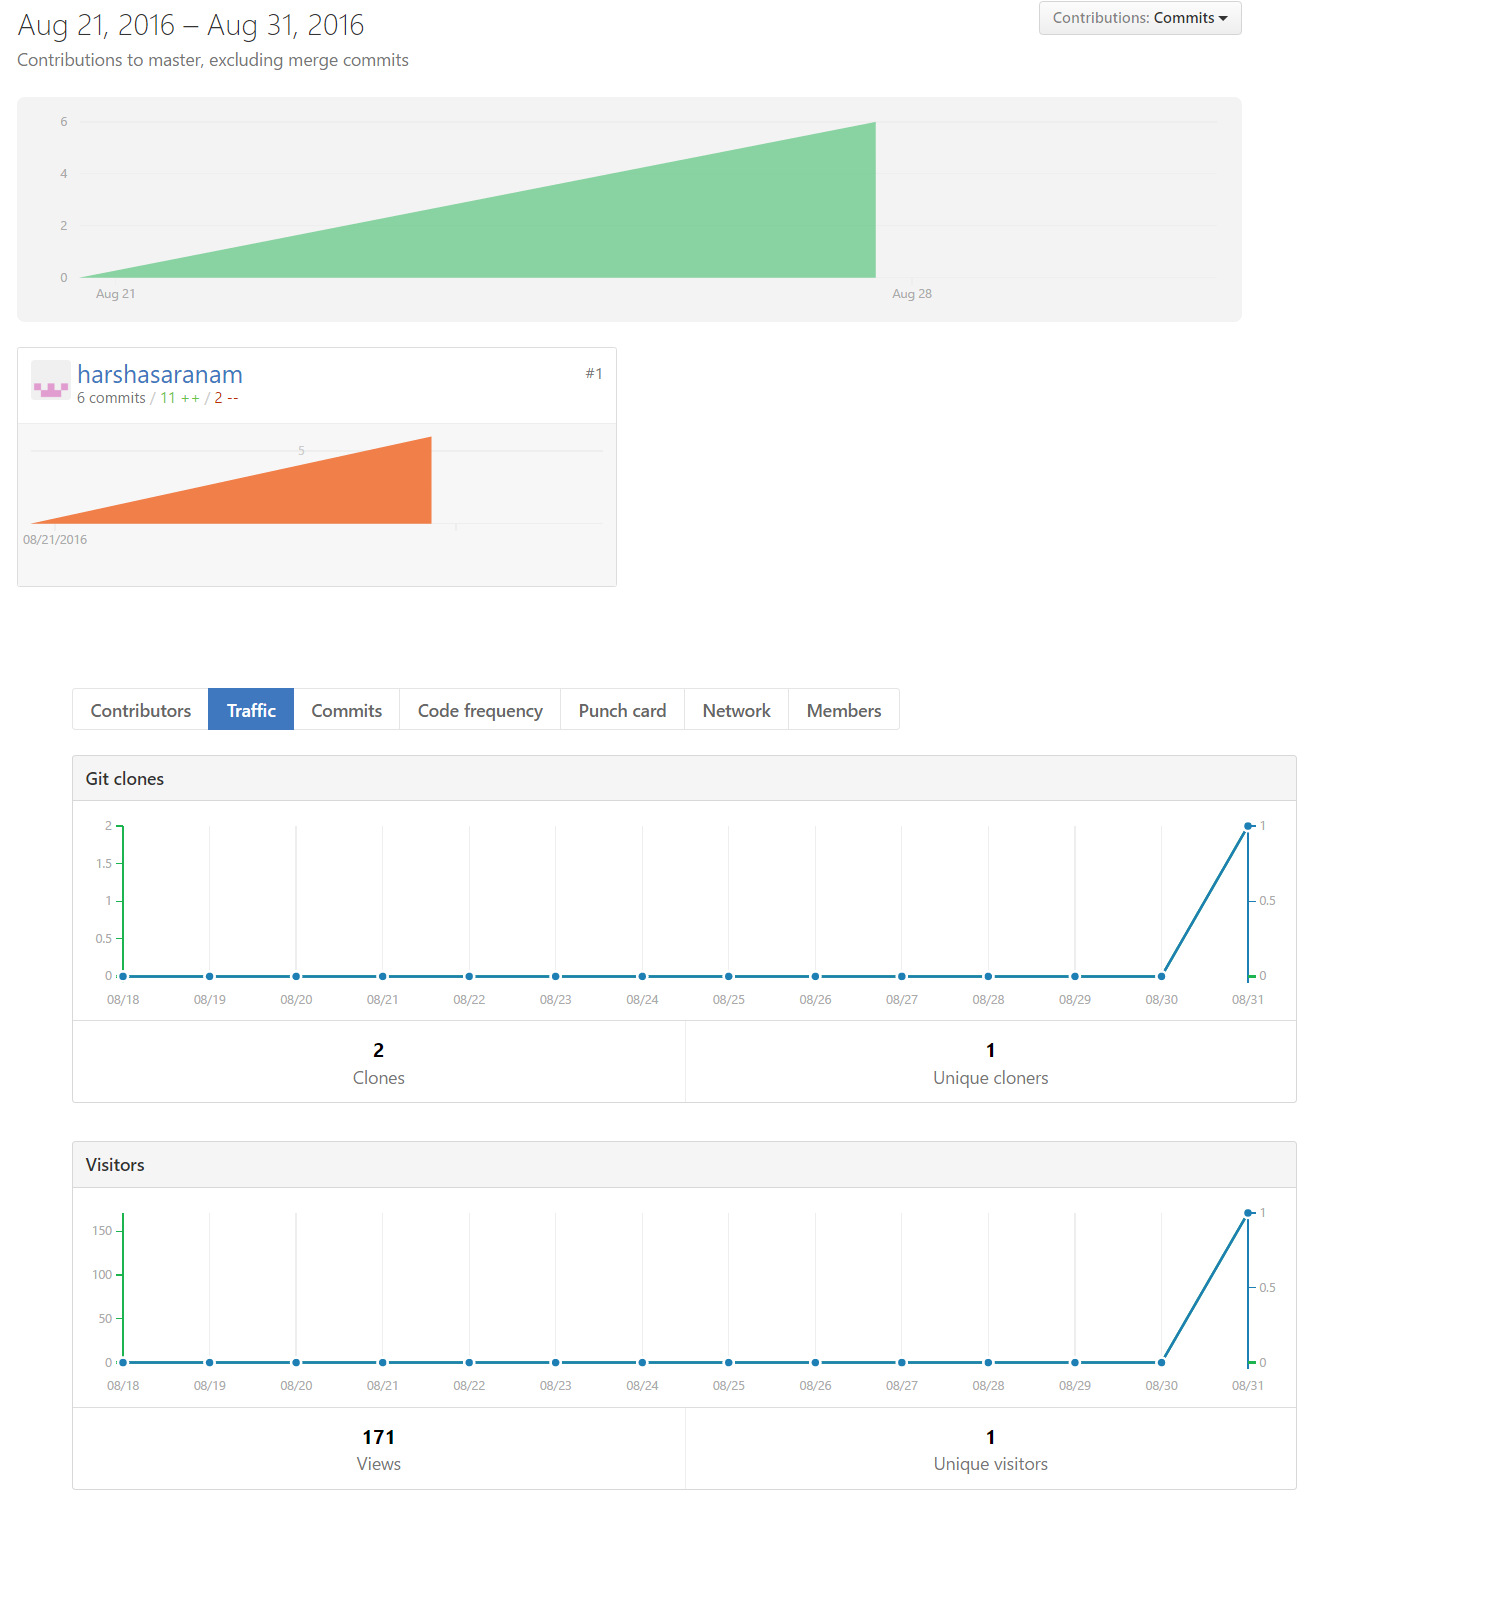 Aug 21, 2016 – Aug 31, 2016
Contributions: Commits
Contributions to master, excluding merge commits
6
4
2
0
Aug 21 Aug 28
harshasaranam
#1
6 commits / 11 ++ / 2 --
5
08/21/2016
Contributors Traffic Commits Code frequency Punch card Network Members
Git clones
2 1
1.5
1 0.5
0.5
0 0
08/18 08/19 08/20 08/21 08/22 08/23 08/24 08/25 08/26 08/27 08/28 08/29 08/30 08/31
2 1
Clones Unique cloners
Visitors
1
150
100 0.5
50
0 0
08/18 08/19 08/20 08/21 08/22 08/23 08/24 08/25 08/26 08/27 08/28 08/29 08/30 08/31
171 1
Views Unique visitors